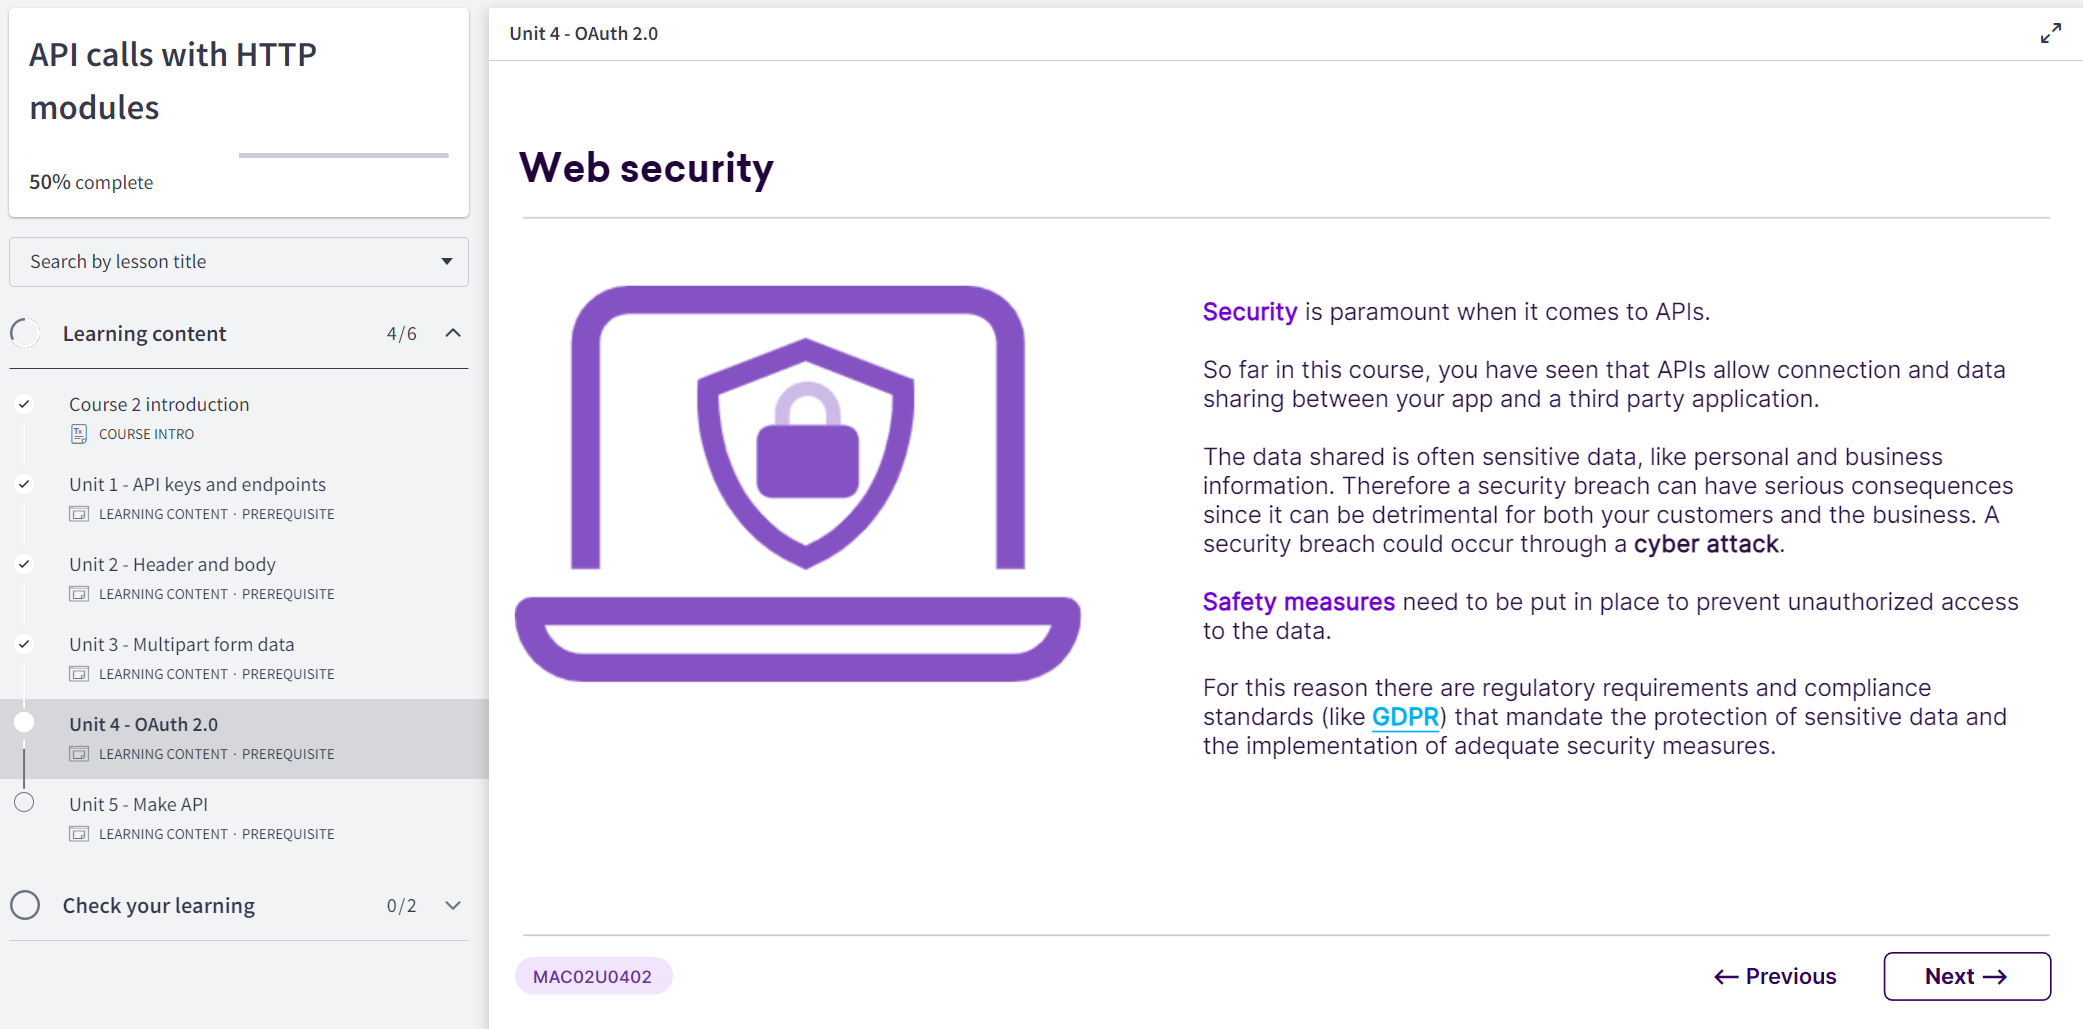 API calls with HTTP
modules
50% complete
Search by lesson title
Learning content 4/6
Course 2 introduction
COURSE INTRO
Unit 1 - API keys and endpoints
LEARNING CONTENT · PREREQUISITE
Unit 2 - Header and body
LEARNING CONTENT · PREREQUISITE
Unit 3 - Multipart form data
LEARNING CONTENT · PREREQUISITE
Unit 4 - OAuth 2.0
LEARNING CONTENT · PREREQUISITE
Unit 5 - Make API
LEARNING CONTENT · PREREQUISITE
Check your learning 0/2
Unit 4 - OAuth 2.0
Web security
Security is paramount when it comes to APIs.
So far in this course, you have seen that APIs allow connection and data
sharing between your app and a third party application.
The data shared is often sensitive data, like personal and business
information. Therefore a security breach can have serious consequences
since it can be detrimental for both your customers and the business. A
security breach could occur through a cyber attack.
Safety measures need to be put in place to prevent unauthorized access
to the data.
For this reason there are regulatory requirements and compliance
standards (like GDPR) that mandate the protection of sensitive data and
the implementation of adequate security measures.
MAC02U0402
← Previous
Next →